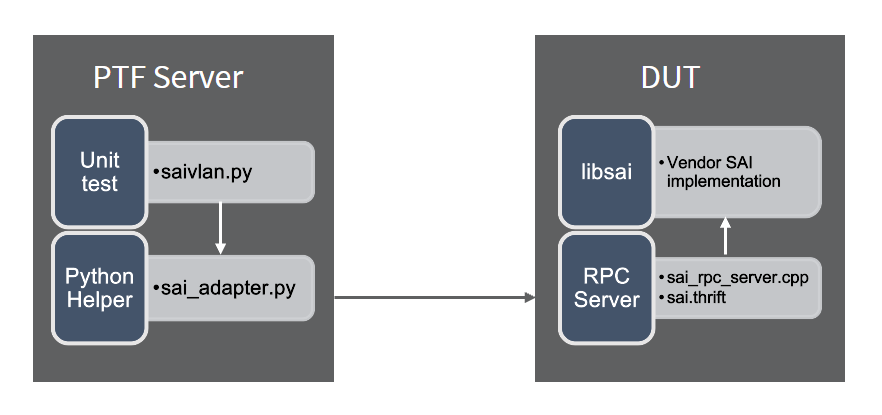 PTF Server
Unit
test
•saivlan.py
Python
Helper
•sai_adapter.py
DUT
libsai
•Vendor SAI
implementation
RPC
Server
•sai_rpc_server.cpp
•sai.thrift